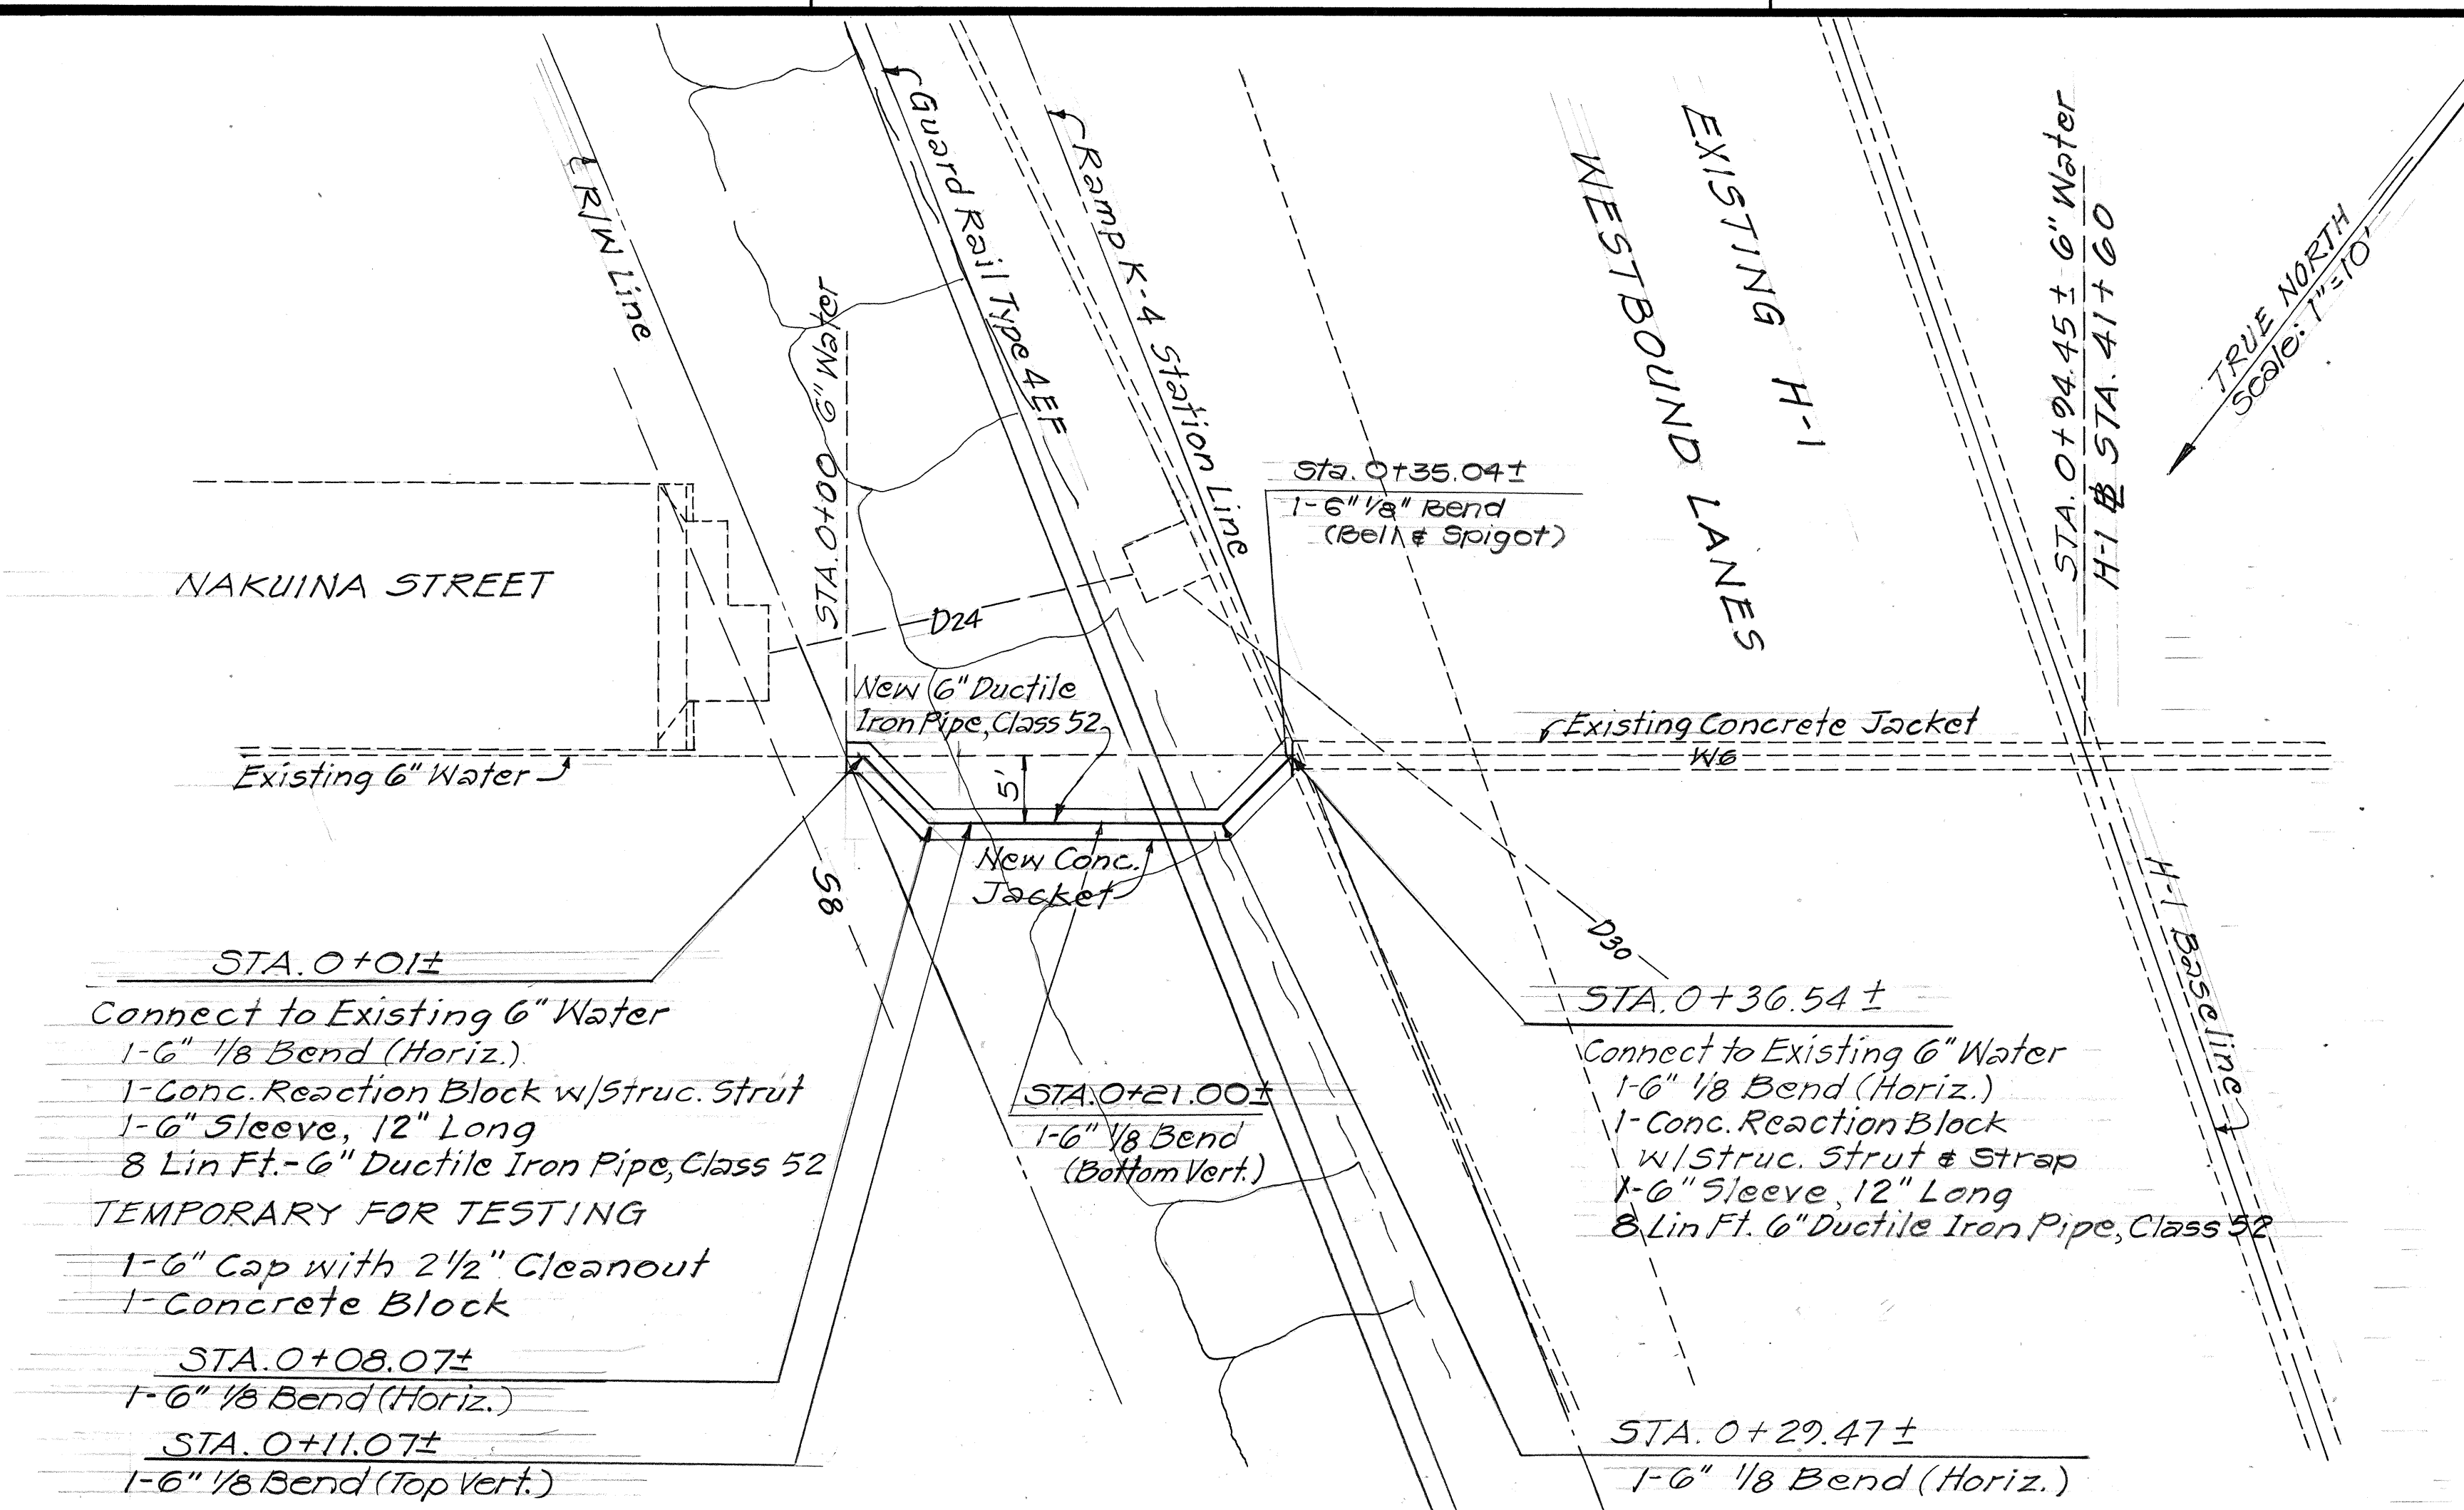 ℄ R/W Line
Guard Rail Type 4EF
Ramp K-4 Station Line
EXISTING H-1
WESTBOUND LANES
STA. 0+94.45± 6" Water
H-1 ⅊ STA. 41+60
TRUE NORTH
Scale: 1"=10'
STA. 0+00 6" Water
Sta. 0+35.04±
1-6" 1/8" Bend
(Bell & Spigot)
NAKUINA STREET
D24
New 6" Ductile
Iron Pipe, Class 52
Existing Concrete Jacket
W6
Existing 6" Water
5'
New Conc.
Jacket
S8
D30
H-1 Baseline
STA. 0+01±
Connect to Existing 6" Water
1-6" 1/8 Bend (Horiz.)
1-Conc. Reaction Block w/Struc. Strut
1-6" Sleeve, 12" Long
8 Lin Ft.-6" Ductile Iron Pipe, Class 52
TEMPORARY FOR TESTING
1-6" Cap with 2 1/2" Cleanout
1-Concrete Block
STA. 0+08.07±
1-6" 1/8 Bend (Horiz.)
STA. 0+11.07±
1-6" 1/8 Bend (Top Vert.)
STA. 0+21.00±
1-6" 1/8 Bend
(Bottom Vert.)
STA. 0+36.54±
Connect to Existing 6" Water
1-6" 1/8 Bend (Horiz.)
1-Conc. Reaction Block
w/Struc. Strut & Strap
1-6" Sleeve, 12" Long
8 Lin Ft. 6" Ductile Iron Pipe, Class 52
STA. 0+29.47±
1-6" 1/8 Bend (Horiz.)